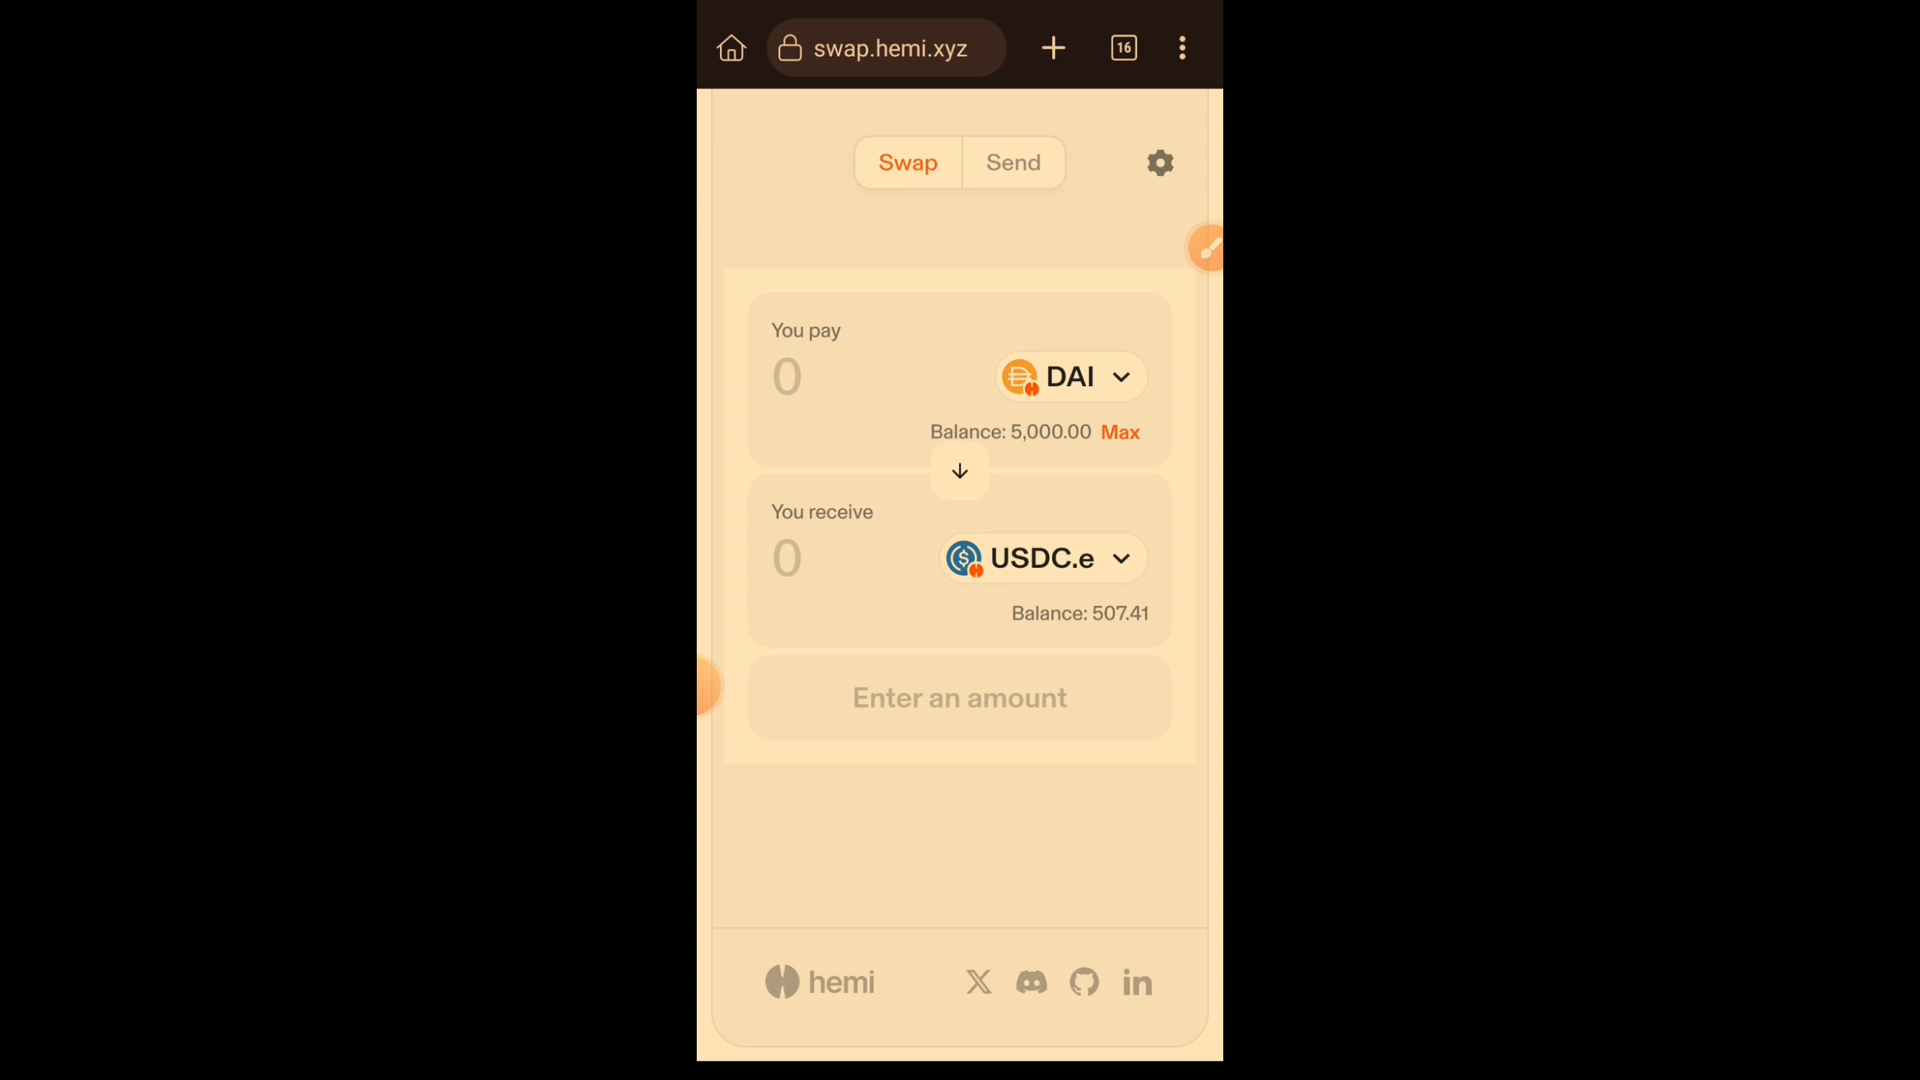 swap.hemi.xyz
16
Swap
Send
You pay
0
DAI
Balance: 5,000.00 Max
You receive
0
USDC.e
Balance: 507.41
Enter an amount
hemi